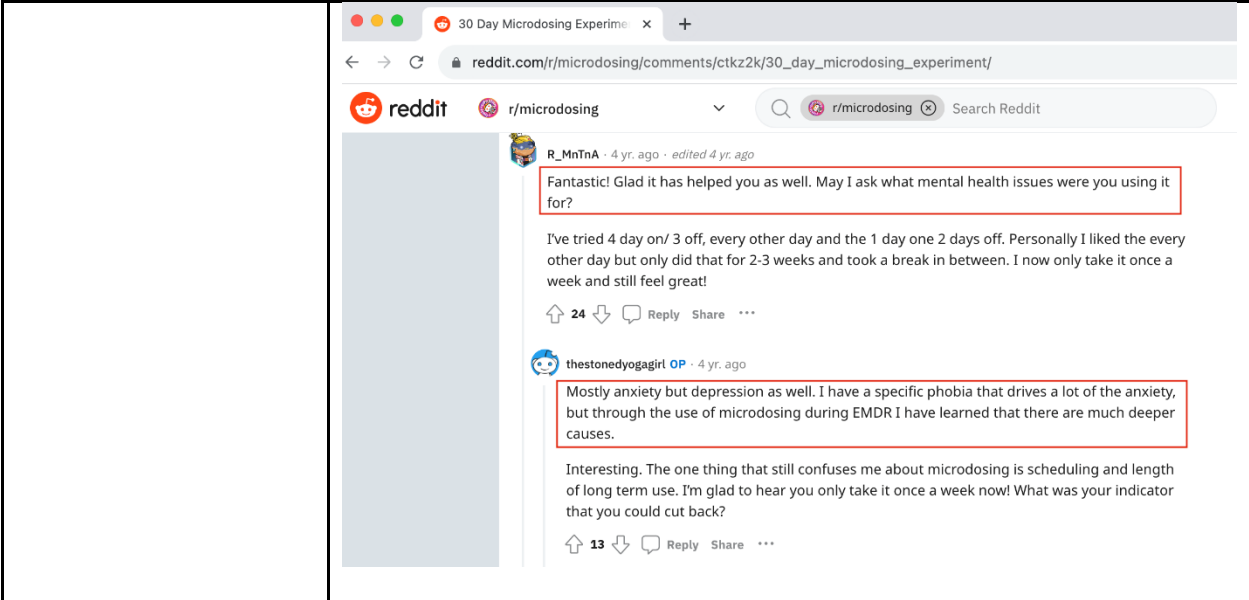 30 Day Microdosing Experime
reddit.com/r/microdosing/comments/ctkz2k/30_day_microdosing_experiment/
reddit r/microdosing r/microdosing Search Reddit
R_MnTnA · 4 yr. ago · edited 4 yr. ago
Fantastic! Glad it has helped you as well. May I ask what mental health issues were you using it
for?
I've tried 4 day on/ 3 off, every other day and the 1 day one 2 days off. Personally I liked the every
other day but only did that for 2-3 weeks and took a break in between. I now only take it once a
week and still feel great!
24 Reply Share ···
thestonedyogagirl OP · 4 yr. ago
Mostly anxiety but depression as well. I have a specific phobia that drives a lot of the anxiety,
but through the use of microdosing during EMDR I have learned that there are much deeper
causes.
Interesting. The one thing that still confuses me about microdosing is scheduling and length
of long term use. I'm glad to hear you only take it once a week now! What was your indicator
that you could cut back?
13 Reply Share ···